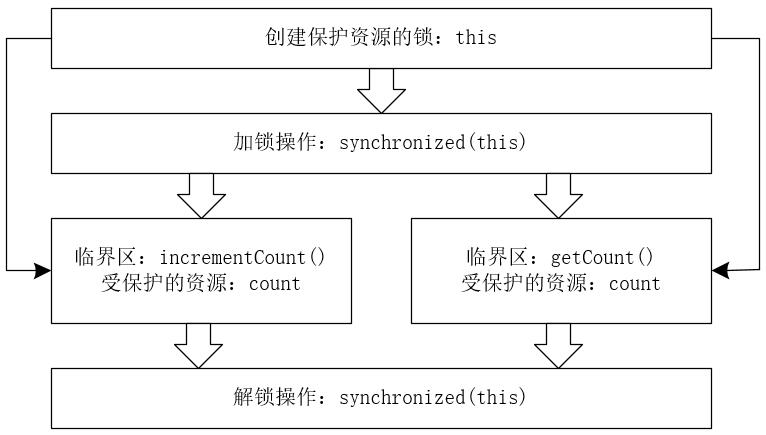 创建保护资源的锁：this
加锁操作：synchronized(this)
临界区：incrementCount()
受保护的资源：count
临界区：getCount()
受保护的资源：count
解锁操作：synchronized(this)